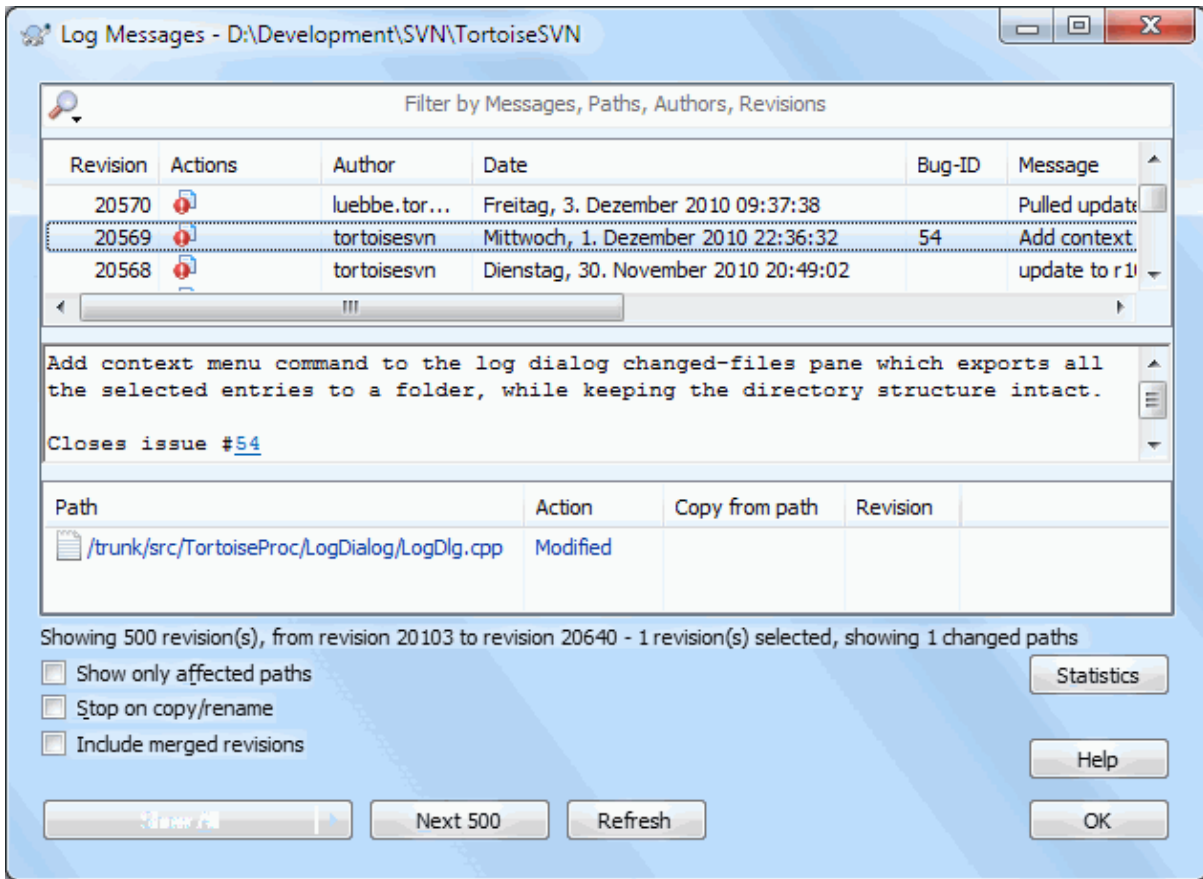 Log Messages - D:\Development\SVN\TortoiseSVN
Filter by Messages, Paths, Authors, Revisions
Revision Actions Author Date Bug-ID Message
20570 luebbe.tor... Freitag, 3. Dezember 2010 09:37:38 Pulled update
20569 tortoisesvn Mittwoch, 1. Dezember 2010 22:36:32 54 Add context
20568 tortoisesvn Dienstag, 30. November 2010 20:49:02 update to
Add context menu command to the log dialog changed-files pane which exports all
the selected entries to a folder, while keeping the directory structure intact.
Closes issue #54
Path Action Copy from path Revision
/trunk/src/TortoiseProc/LogDialog/LogDlg.cpp Modified
Showing 500 revision(s), from revision 20103 to revision 20640 - 1 revision(s) selected, showing 1 changed paths
Show only affected paths
Statistics
Stop on copy/rename
Include merged revisions
Help
Next 500
Refresh
OK